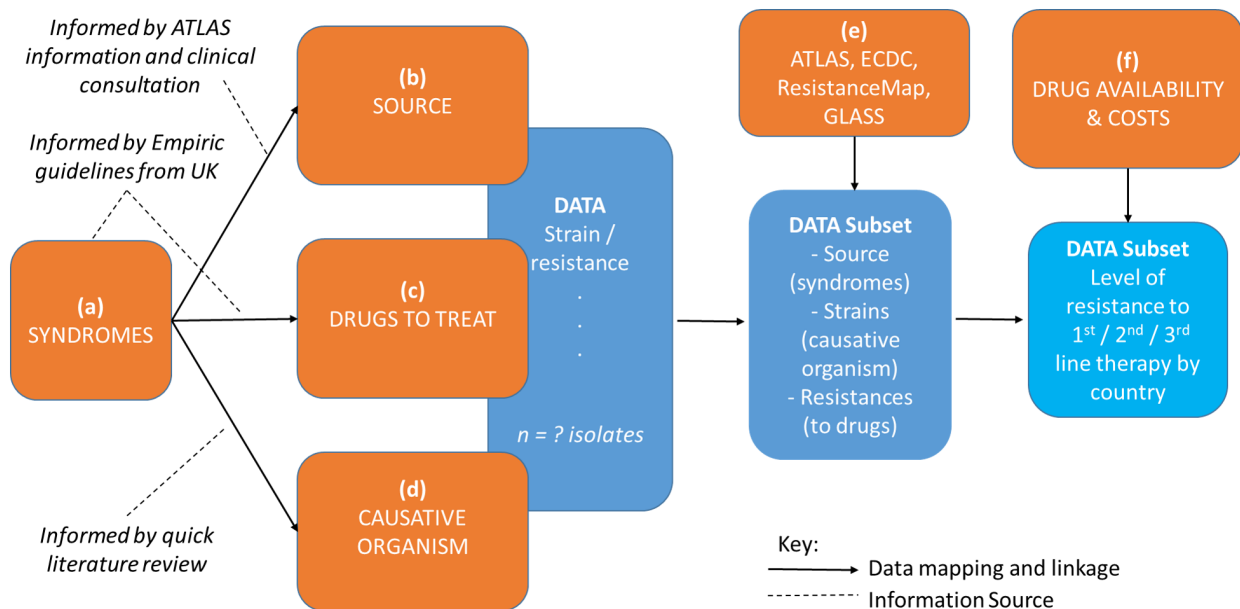 Informed by ATLAS
information and clinical
consultation
Informed by Empiric
guidelines from UK
(a)
SYNDROMES
Informed by quick
literature review
(b)
SOURCE
(c)
DRUGS TO TREAT
(d)
CAUSATIVE
ORGANISM
DATA
Strain /
resistance
.
.
.
n = ? isolates
(e)
ATLAS, ECDC,
ResistanceMap,
GLASS
DATA Subset
- Source
(syndromes)
- Strains
(causative
organism)
- Resistances
(to drugs)
(f)
DRUG AVAILABILITY
& COSTS
DATA Subset
Level of
resistance to
1st / 2nd / 3rd
line therapy by
country
Key:
Data mapping and linkage
Information Source